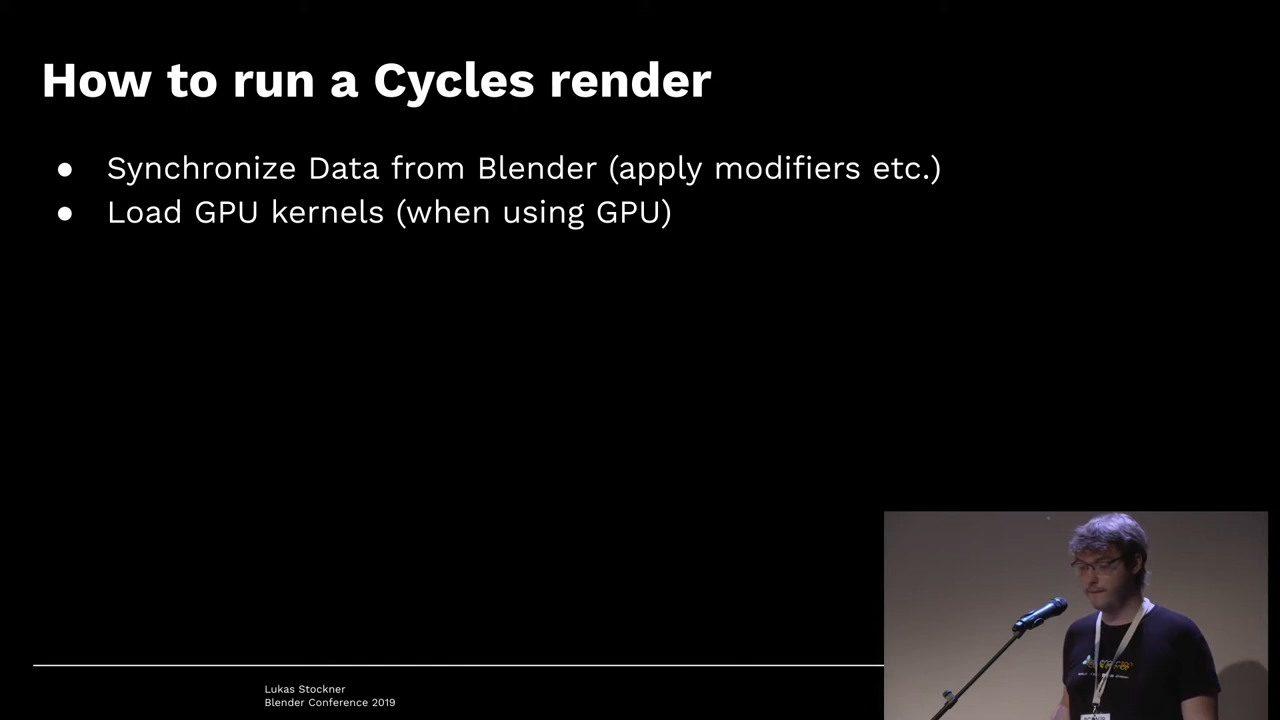 How to run a Cycles render
● Synchronize Data from Blender (apply modifiers etc.)
● Load GPU kernels (when using GPU)
Lukas Stockner
Blender Conference 2019